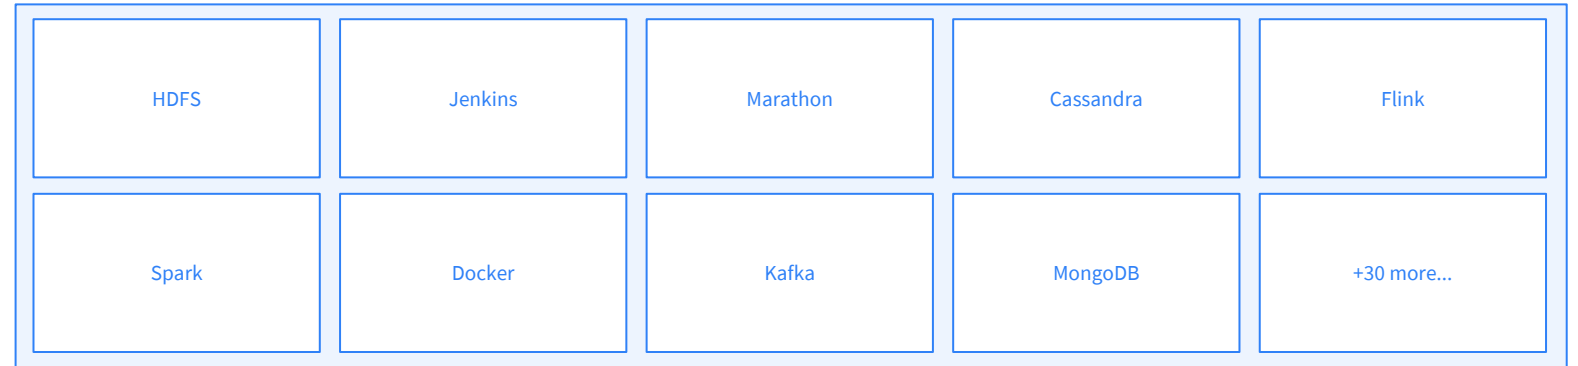 HDFS
Jenkins
Marathon
Cassandra
Flink
Spark
Docker
Kafka
MongoDB
+30 more...